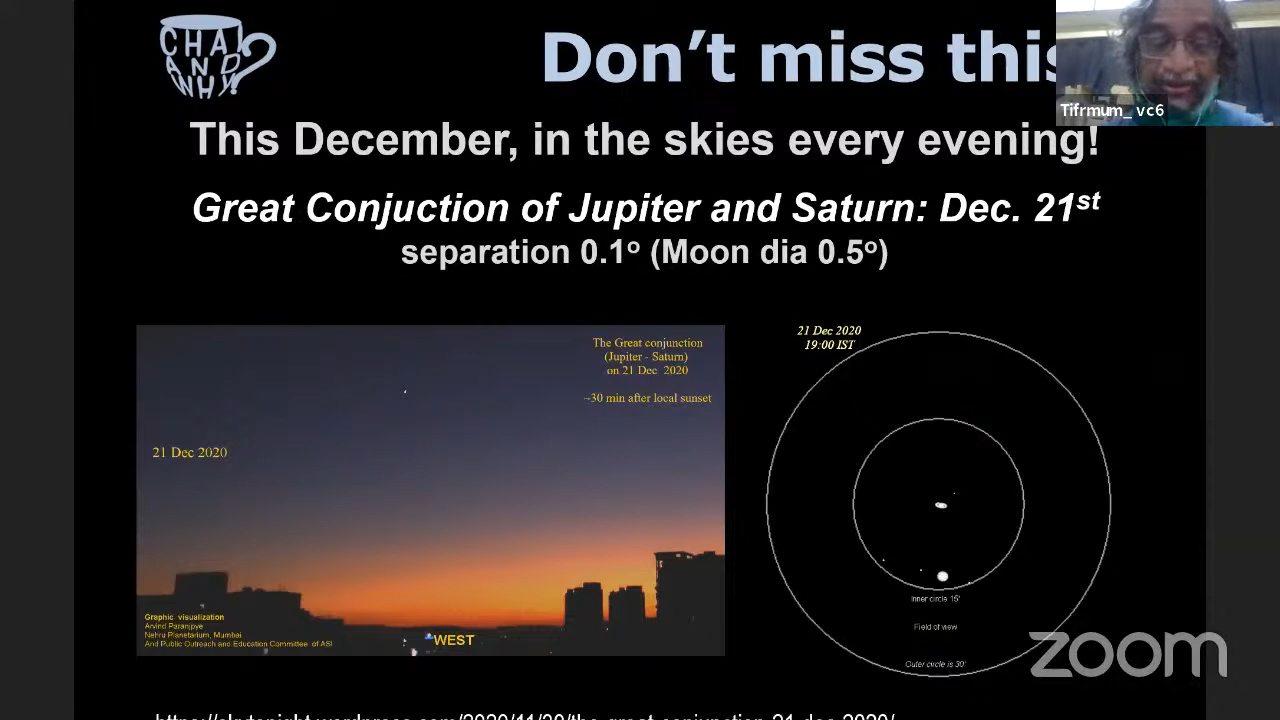 CHAI
AND
WHY?
Don't miss this
Tifrmum_ vc6
This December, in the skies every evening!
Great Conjuction of Jupiter and Saturn: Dec. 21st
separation 0.1o (Moon dia 0.5o)
The Great conjunction
(Jupiter - Saturn)
on 21 Dec 2020
~30 min after local sunset
21 Dec 2020
Graphic visualization
Arvind Paranjpye
Nehru Planetarium, Mumbai
And Public Outreach and Education Committee of ASI
WEST
21 Dec 2020
19:00 IST
Inner circle 15'
Field of view
Outer circle is 30'
zoom